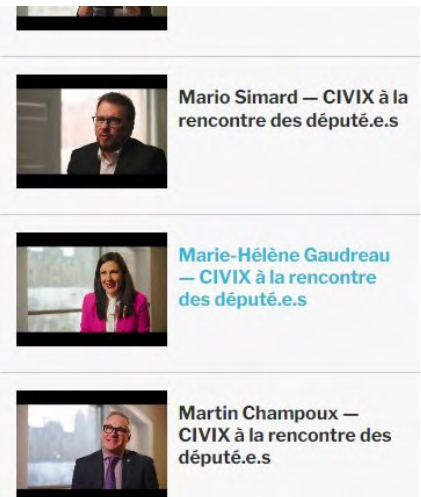 Mario Simard — CIVIX à la
rencontre des député.e.s
Marie-Hélène Gaudreau
— CIVIX à la rencontre
des député.e.s
Martin Champoux —
CIVIX à la rencontre des
député.e.s